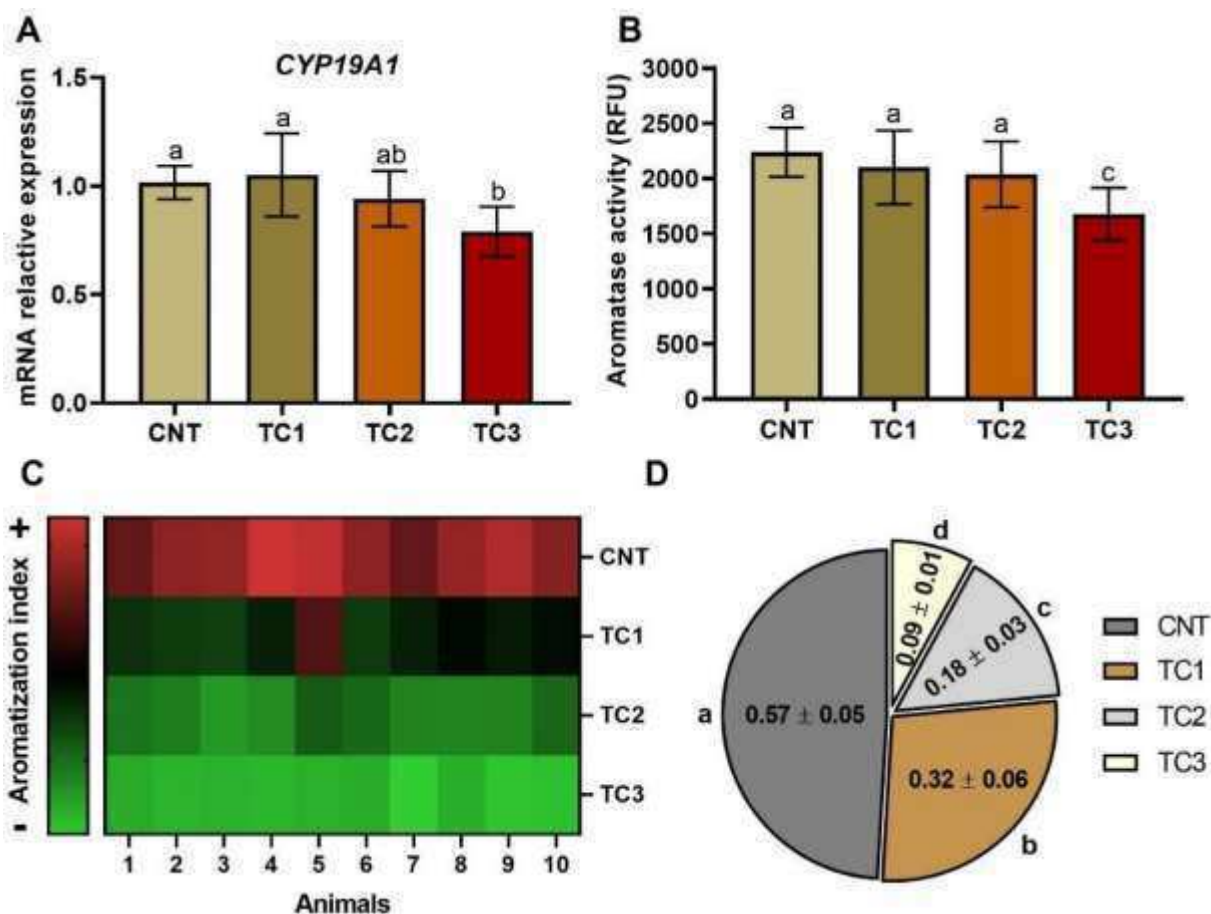 A
CYP19A1
mRNA relactive expression
1.5
1.0
0.5
0.0
a
a
ab
b
CNT
TC1
TC2
TC3
B
Aromatase activity (RFU)
3000
2500
2000
1500
1000
500
0
a
a
a
c
CNT
TC1
TC2
TC3
C
- Aromatization index +
CNT
TC1
TC2
TC3
1 2 3 4 5 6 7 8 9 10
Animals
D
d
0.09 ± 0.01
c
0.18 ± 0.03
a
0.57 ± 0.05
0.32 ± 0.06
b
CNT
TC1
TC2
TC3